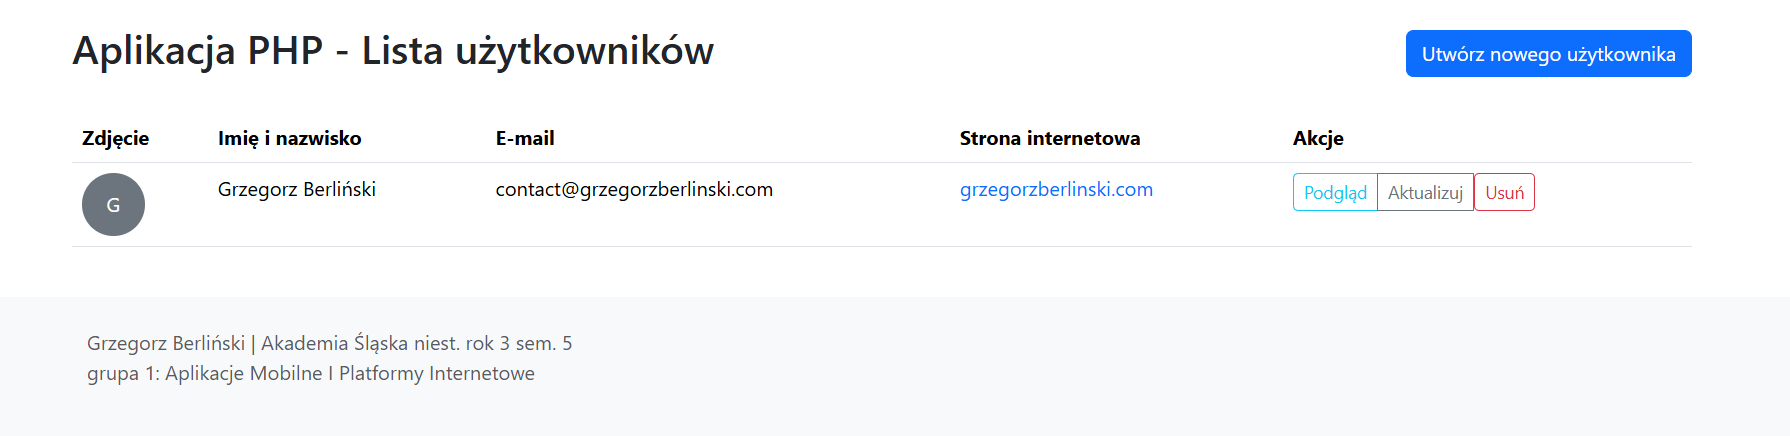 Aplikacja PHP - Lista użytkowników
Utwórz nowego użytkownika
Zdjęcie Imię i nazwisko E-mail Strona internetowa Akcje
G Grzegorz Berliński contact@grzegorzberlinski.com grzegorzberlinski.com Podgląd Aktualizuj Usuń
Grzegorz Berliński | Akademia Śląska niest. rok 3 sem. 5
grupa 1: Aplikacje Mobilne I Platformy Internetowe